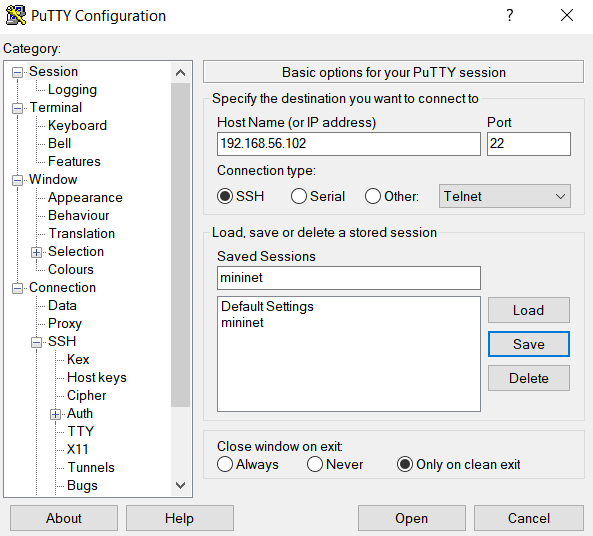 PuTTY Configuration
?
Category:
Session
Logging
Terminal
Keyboard
Bell
Features
Window
Appearance
Behaviour
Translation
Selection
Colours
Connection
Data
Proxy
SSH
Kex
Host keys
Cipher
Auth
TTY
X11
Tunnels
Bugs
Basic options for your PuTTY session
Specify the destination you want to connect to
Host Name (or IP address) Port
192.168.56.102 22
Connection type:
SSH Serial Other: Telnet
Load, save or delete a stored session
Saved Sessions
mininet
Default Settings
mininet
Load
Save
Delete
Close window on exit:
Always Never Only on clean exit
About Help Open Cancel